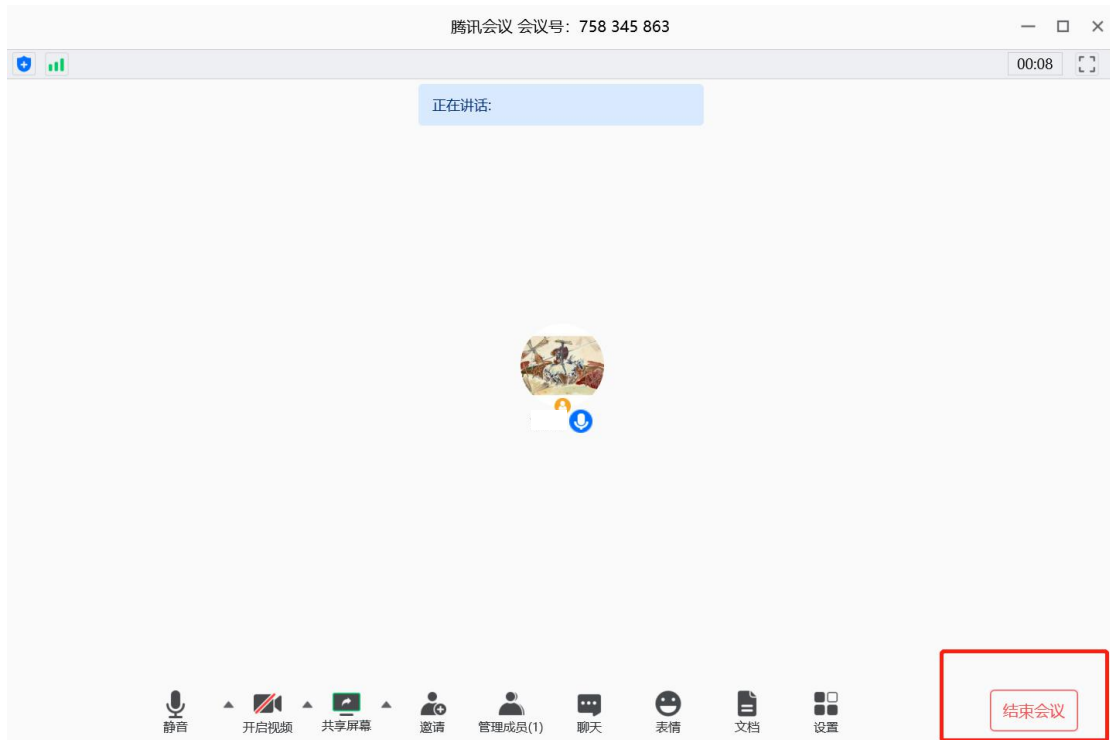 腾讯会议 会议号：758 345 863
00:08
正在讲话:
静音
开启视频
共享屏幕
邀请
管理成员(1)
聊天
表情
文档
设置
结束会议